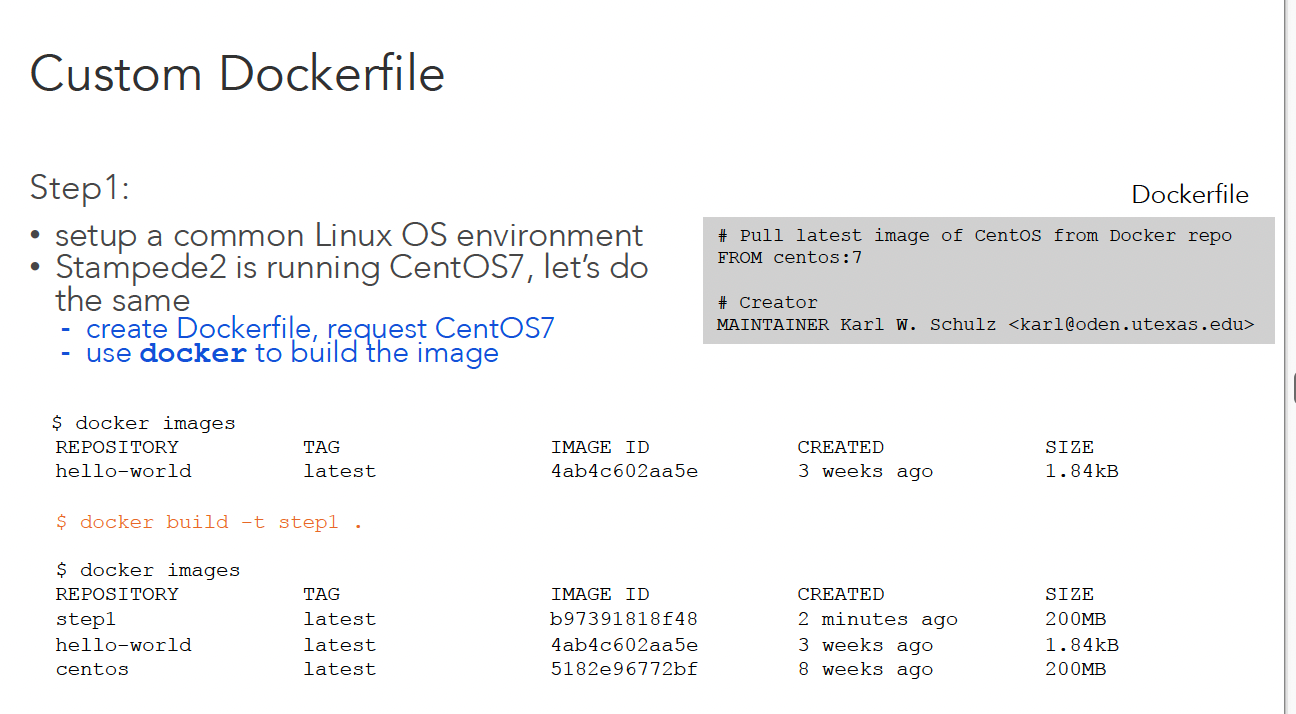 Custom Dockerfile
Step1:
• setup a common Linux OS environment
• Stampede2 is running CentOS7, let’s do
the same
- create Dockerfile, request CentOS7
- use docker to build the image
Dockerfile
# Pull latest image of CentOS from Docker repo
FROM centos:7
# Creator
MAINTAINER Karl W. Schulz <karl@oden.utexas.edu>
$ docker images
REPOSITORY TAG IMAGE ID CREATED SIZE
hello-world latest 4ab4c602aa5e 3 weeks ago 1.84kB
$ docker build -t step1 .
$ docker images
REPOSITORY TAG IMAGE ID CREATED SIZE
step1 latest b97391818f48 2 minutes ago 200MB
hello-world latest 4ab4c602aa5e 3 weeks ago 1.84kB
centos latest 5182e96772bf 8 weeks ago 200MB